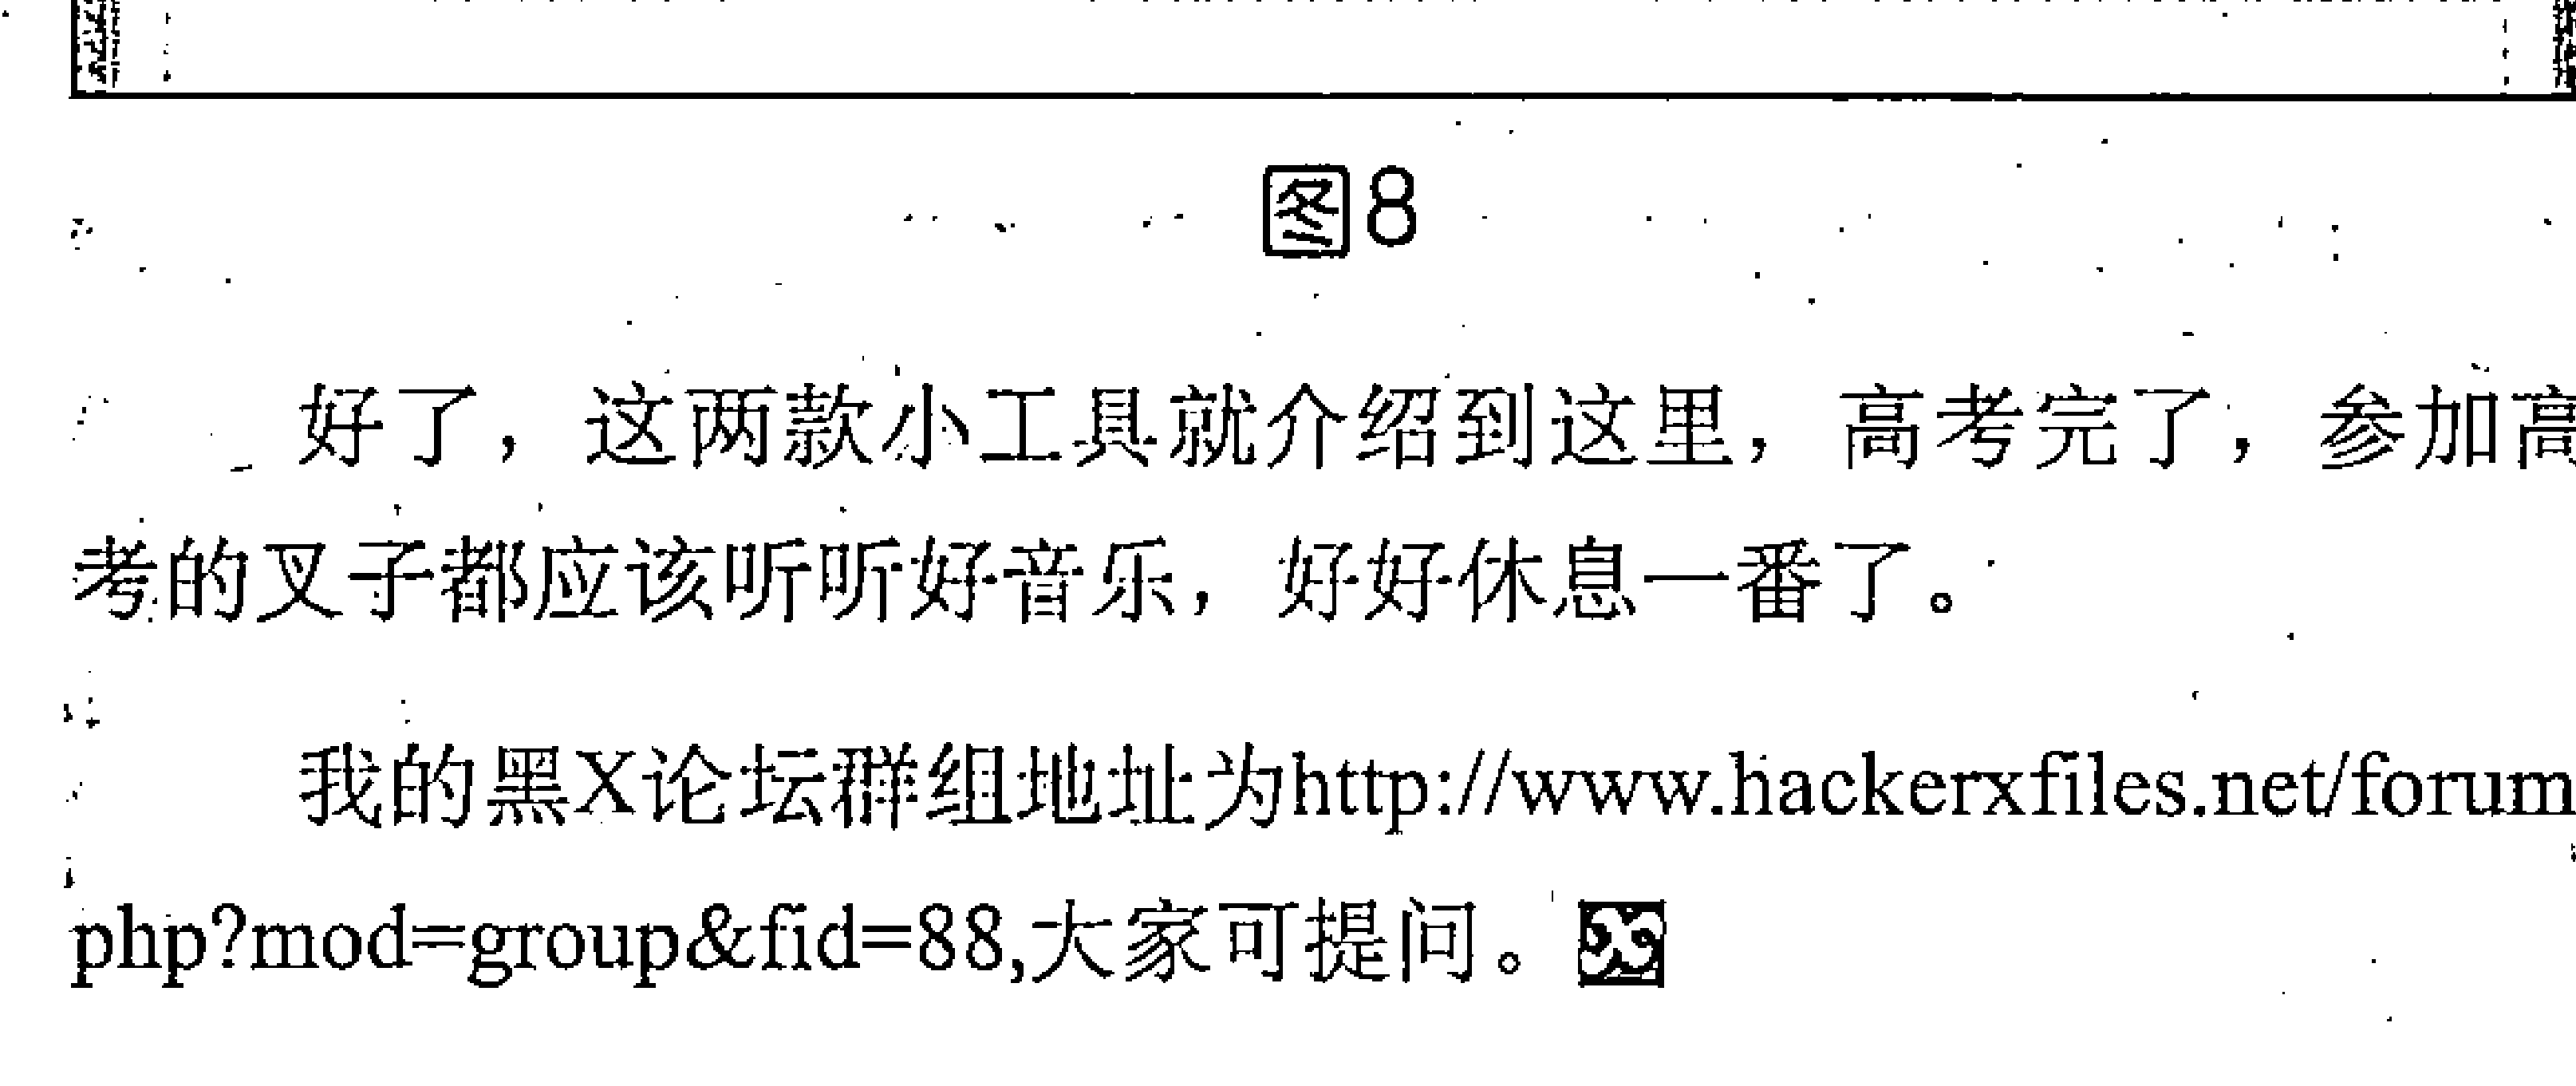 图8
好了，这两款小工具就介绍到这里，高考完了，参加高
考的叉子都应该听听好音乐，好好休息一番了。
我的黑X论坛群组地址为http://www.hackerxfiles.net/forum
php?mod=group&fid=88,大家可提问。